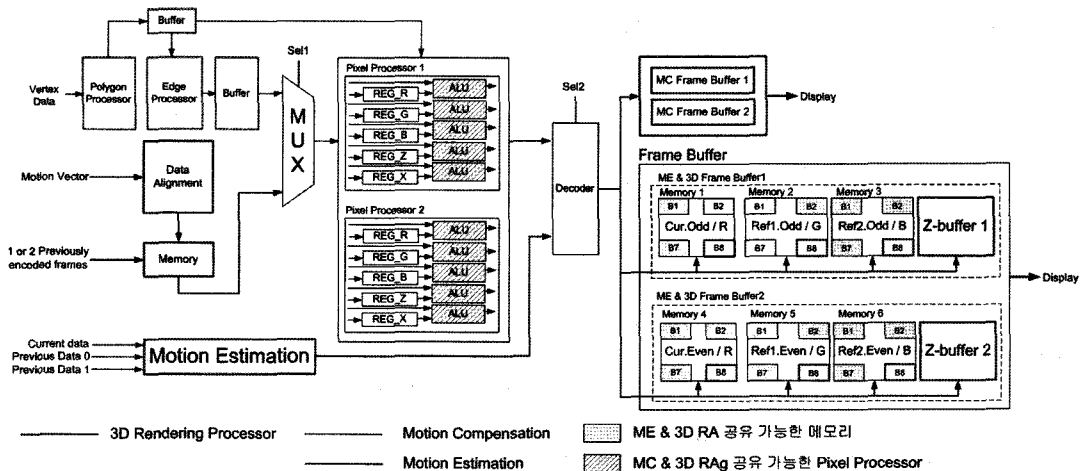 Buffer
Sel1
Vertex Data
Polygon Processor
Edge Processor
Buffer
MUX
Motion Vector
Data Alignment
1 or 2 Previously encoded frames
Memory
Current data
Previous Data 0
Previous Data 1
Motion Estimation
Pixel Processor 1
ALU
REG_R
ALU
REG_G
ALU
REG_B
ALU
REG_Z
ALU
REG_X
Pixel Processor 2
ALU
REG_R
ALU
REG_G
ALU
REG_B
ALU
REG_Z
ALU
REG_X
Sel2
Decoder
MC Frame Buffer 1
MC Frame Buffer 2
Display
Frame Buffer
ME & 3D Frame Buffer1
Memory 1
B1 B2
Cur.Odd / R
B7 B8
Memory 2
B1 B2
Ref1.Odd / G
B7 B8
Memory 3
B1 B2
Ref2.Odd / B
B7 B8
Z-buffer 1
Display
ME & 3D Frame Buffer2
Memory 4
B1 B2
Cur.Even / R
B7 B8
Memory 5
B1 B2
Ref1.Even / G
B7 B8
Memory 6
B1 B2
Ref2.Even / B
B7 B8
Z-buffer 2
3D Rendering Processor
Motion Compensation
ME & 3D RA 공유 가능한 메모리
Motion Estimation
MC & 3D RAg 공유 가능한 Pixel Processor